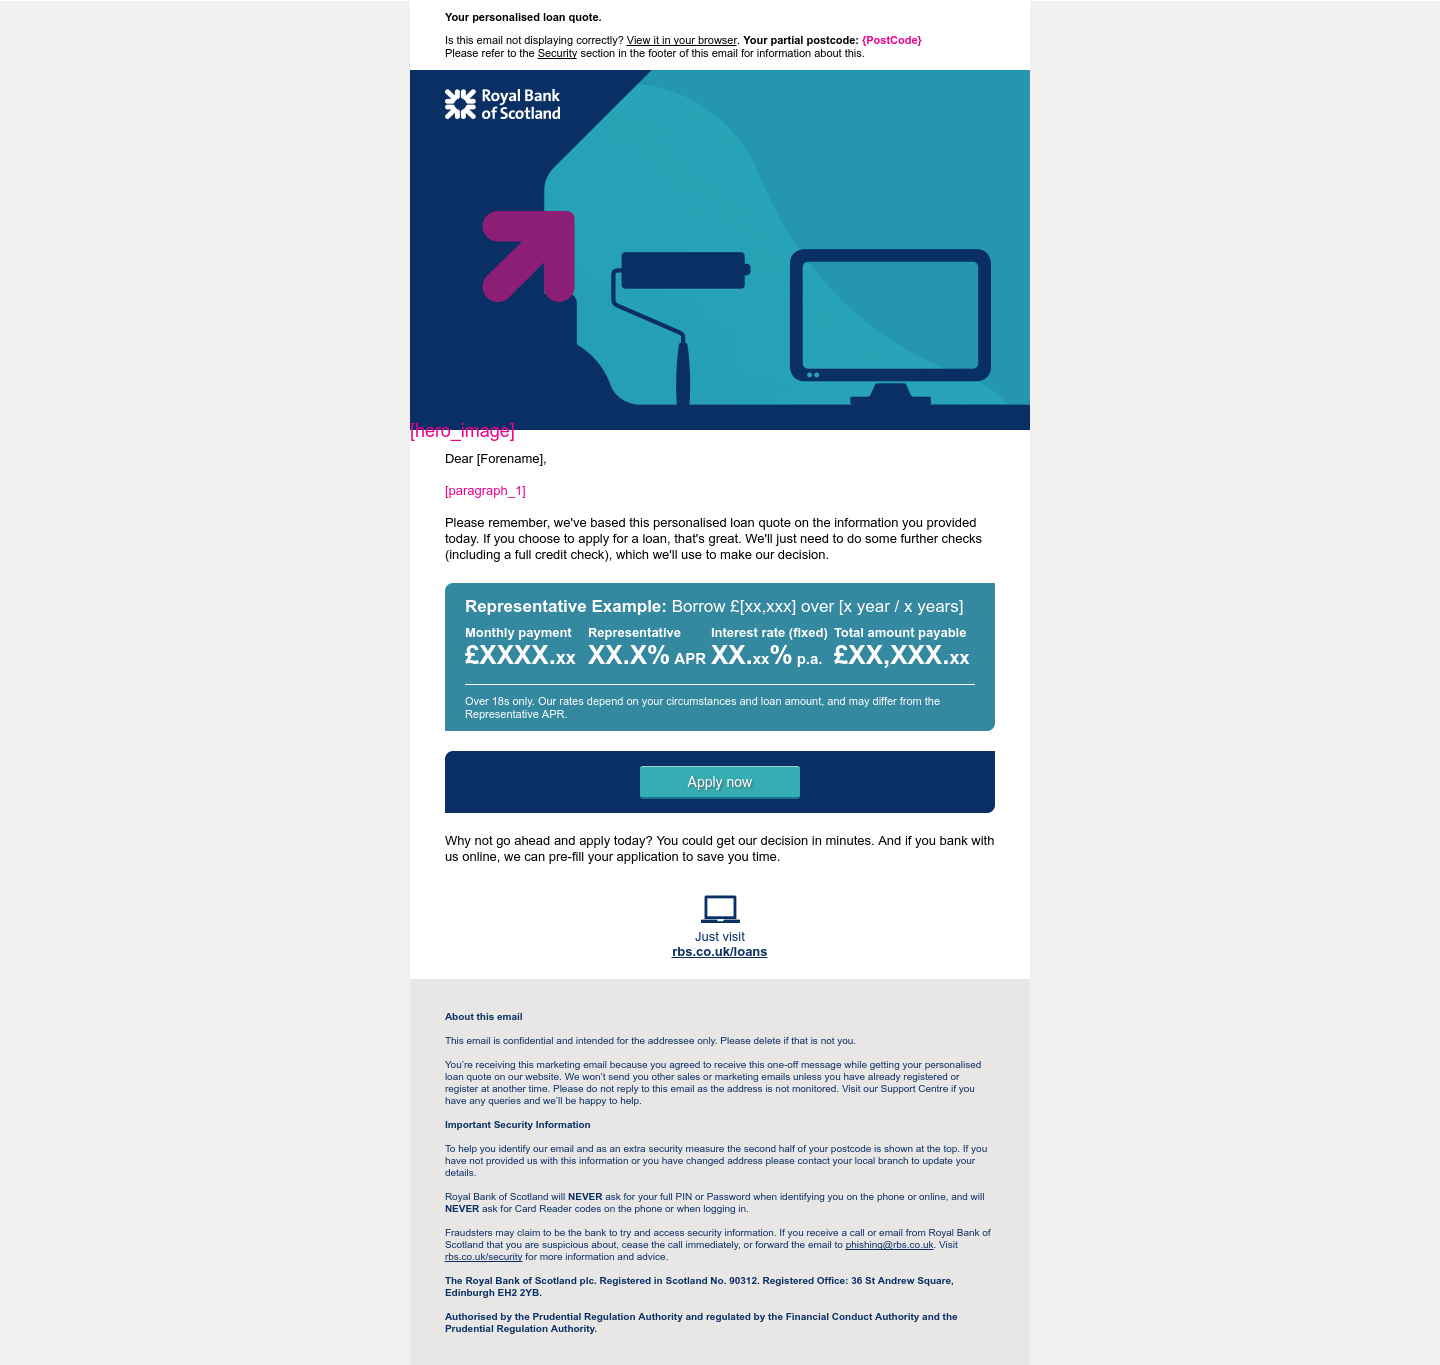 Your personalised loan quote.
Is this email not displaying correctly? View it in your browser. Your partial postcode: {PostCode}
Please refer to the Security section in the footer of this email for information about this.
Royal Bank
of Scotland
[hero_image]
Dear [Forename],
[paragraph_1]
Please remember, we've based this personalised loan quote on the information you provided
today. If you choose to apply for a loan, that's great. We'll just need to do some further checks
(including a full credit check), which we'll use to make our decision.
Representative Example: Borrow £[xx,xxx] over [x year / x years]
Monthly payment Representative Interest rate (fixed) Total amount payable
£XXXX.xx XX.X% APR XX.xx% p.a. £XX,XXX.xx
Over 18s only. Our rates depend on your circumstances and loan amount, and may differ from the
Representative APR.
Apply now
Why not go ahead and apply today? You could get our decision in minutes. And if you bank with
us online, we can pre-fill your application to save you time.
Just visit
rbs.co.uk/loans
About this email
This email is confidential and intended for the addressee only. Please delete if that is not you.
You're receiving this marketing email because you agreed to receive this one-off message while getting your personalised
loan quote on our website. We won't send you other sales or marketing emails unless you have already registered or
register at another time. Please do not reply to this email as the address is not monitored. Visit our Support Centre if you
have any queries and we'll be happy to help.
Important Security Information
To help you identify our email and as an extra security measure the second half of your postcode is shown at the top. If you
have not provided us with this information or you have changed address please contact your local branch to update your
details.
Royal Bank of Scotland will NEVER ask for your full PIN or Password when identifying you on the phone or online, and will
NEVER ask for Card Reader codes on the phone or when logging in.
Fraudsters may claim to be the bank to try and access security information. If you receive a call or email from Royal Bank of
Scotland that you are suspicious about, cease the call immediately, or forward the email to phishing@rbs.co.uk. Visit
rbs.co.uk/security for more information and advice.
The Royal Bank of Scotland plc. Registered in Scotland No. 90312. Registered Office: 36 St Andrew Square,
Edinburgh EH2 2YB.
Authorised by the Prudential Regulation Authority and regulated by the Financial Conduct Authority and the
Prudential Regulation Authority.